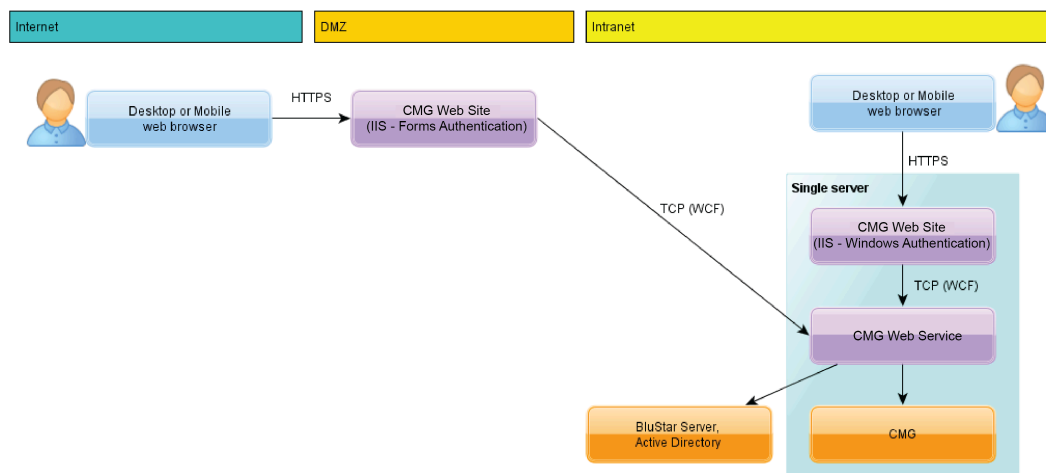 Internet
DMZ
Intranet
Desktop or Mobile
web browser
HTTPS
CMG Web Site
(IIS - Forms Authentication)
Desktop or Mobile
web browser
HTTPS
Single server
TCP (WCF)
CMG Web Site
(IIS - Windows Authentication)
TCP (WCF)
CMG Web Service
BluStar Server,
Active Directory
CMG